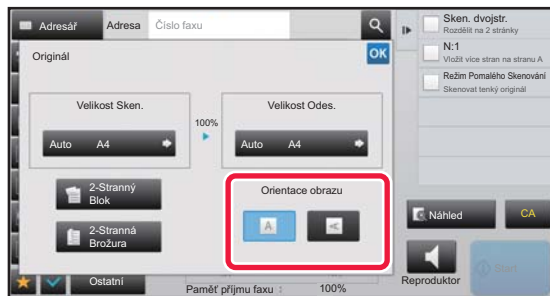 Adresář
Adresa
Číslo faxu
Sken. dvojstr.
Rozdělit na 2 stránky
N:1
Vložit více stran na stranu A
Režim Pomalého Skenování
Skenovat tenký originál
Originál
OK
Velikost Sken.
100%
Velikost Odes.
Auto A4
Auto A4
2-Stranný
Blok
Orientace obrazu
A
A
2-Stranná
Brožura
Náhled
CA
Start
Ostatní
Paměť příjmu faxu : 100%
Reproduktor